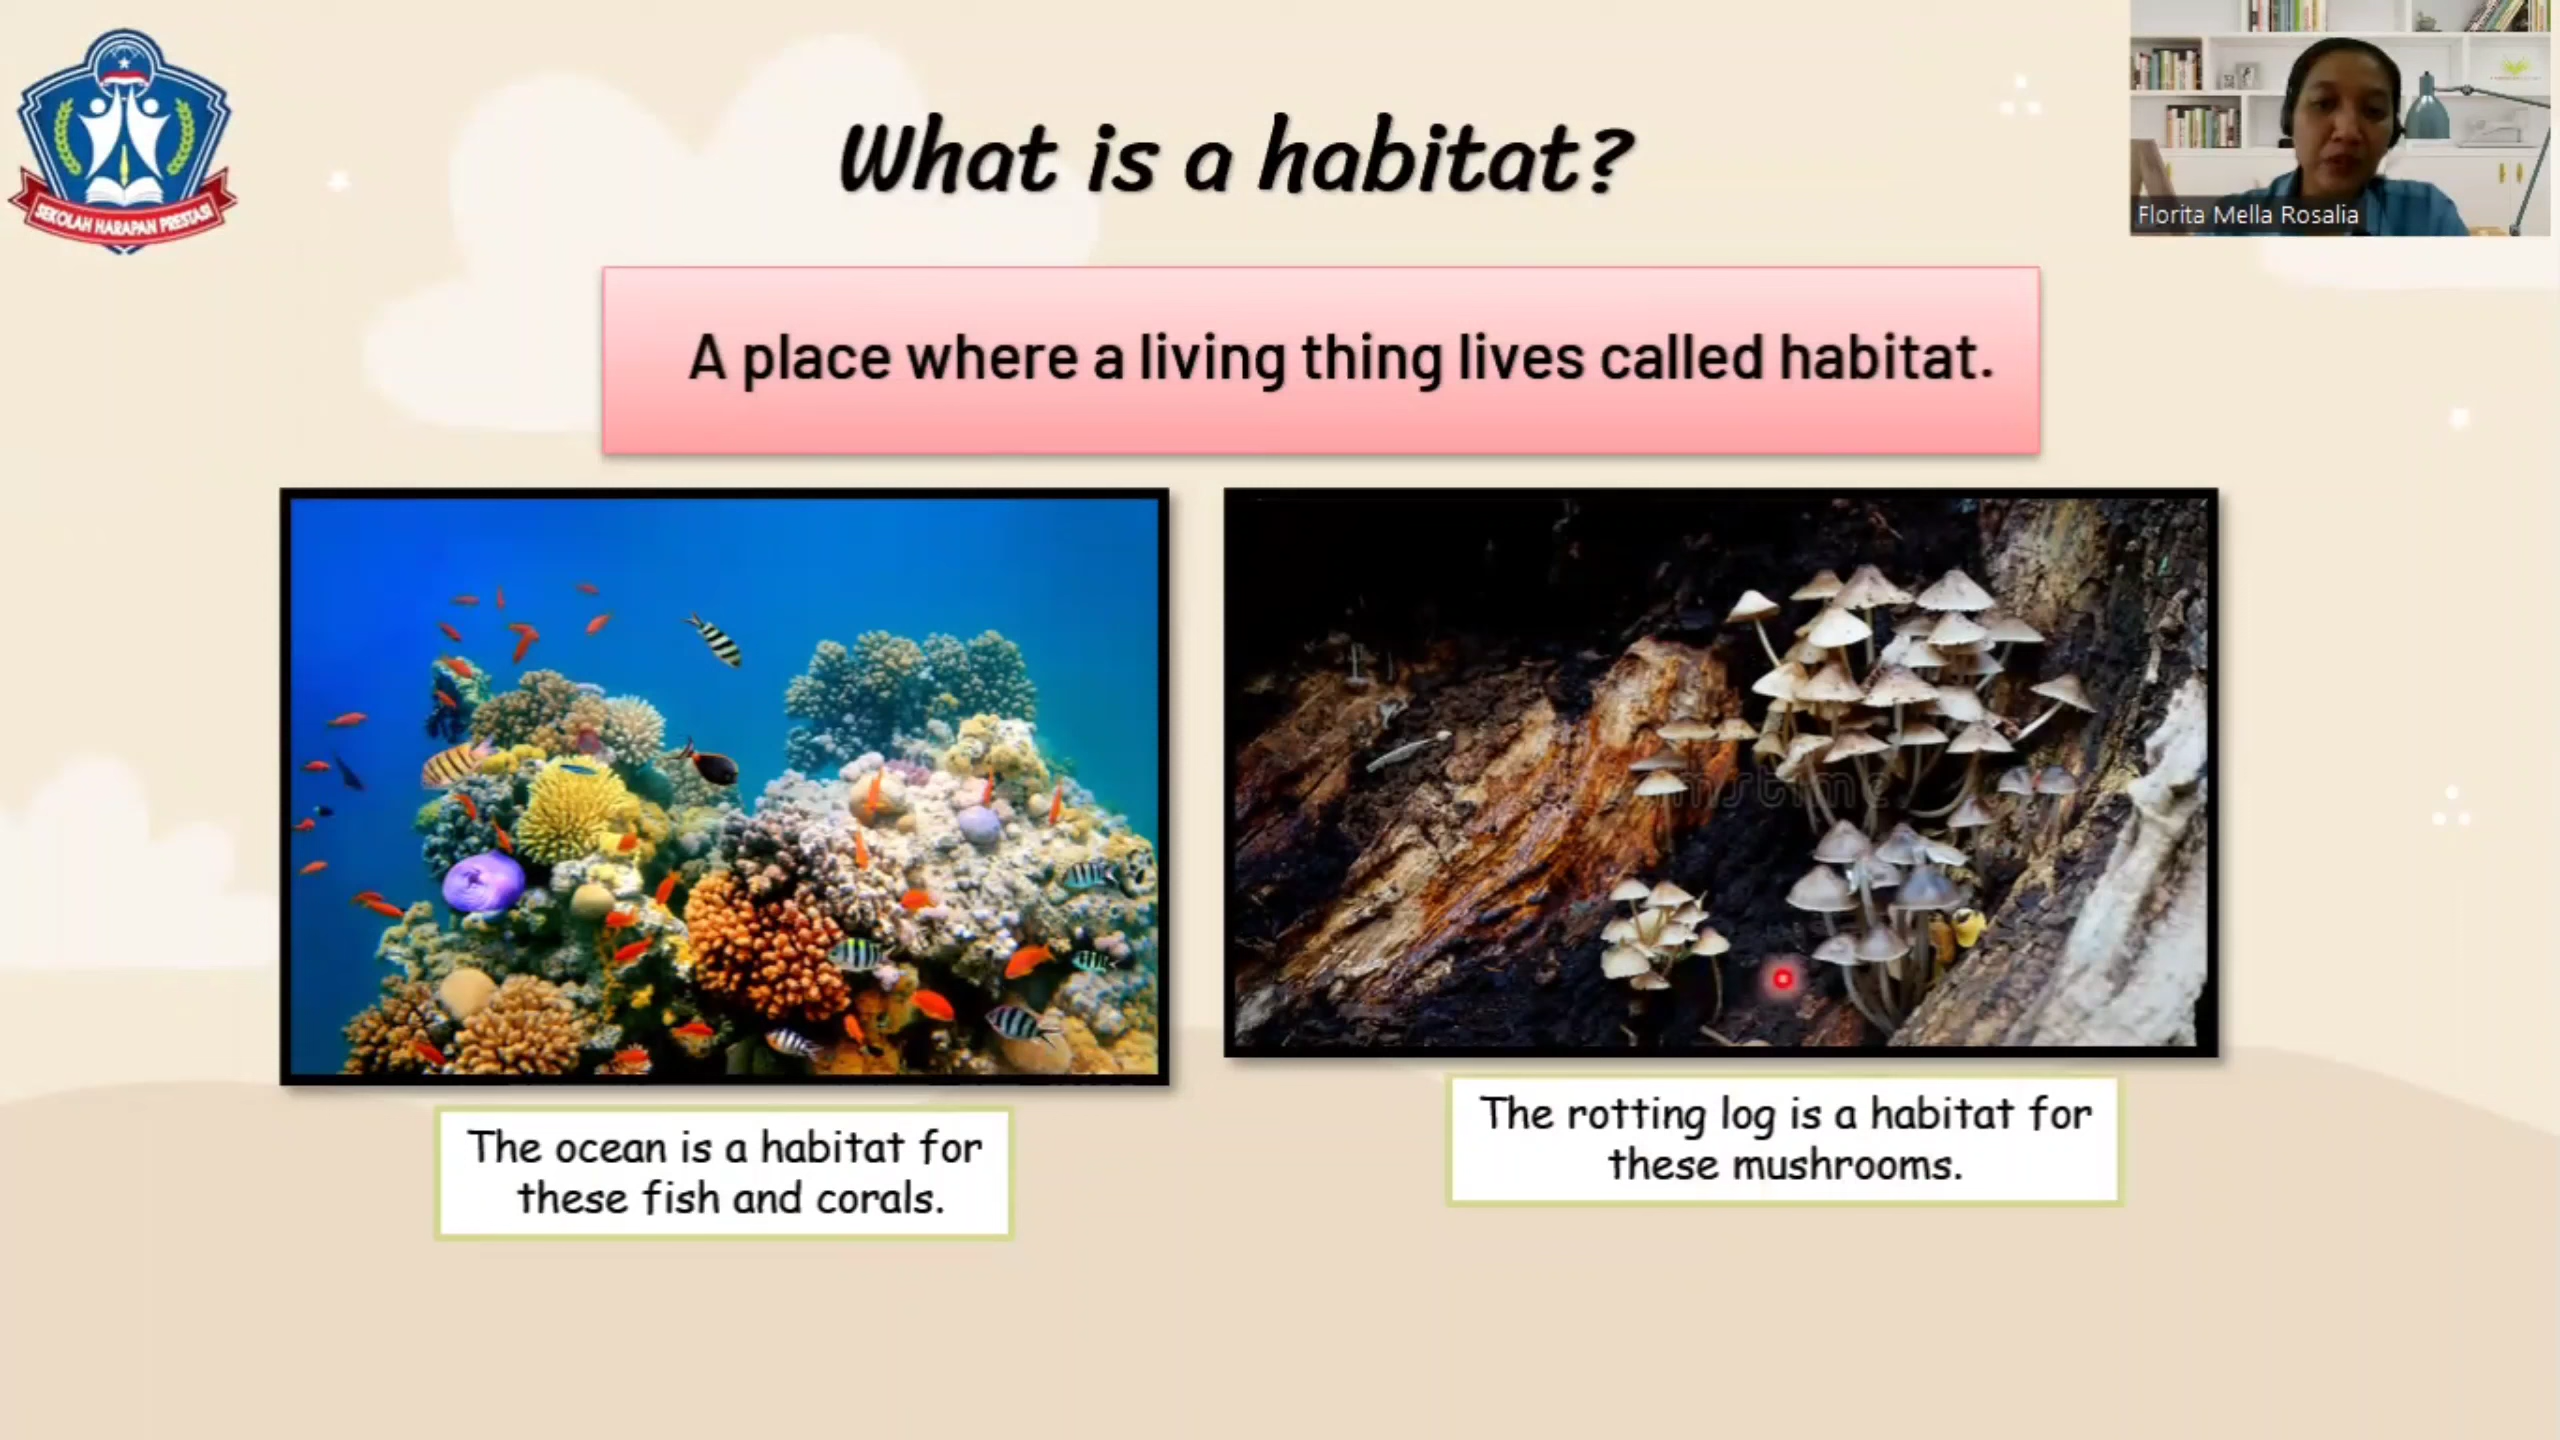 SEKOLAH HARAPAN PRESTASI
What is a habitat?
Florita Mella Rosalia
A place where a living thing lives called habitat.
The ocean is a habitat for
these fish and corals.
The rotting log is a habitat for
these mushrooms.